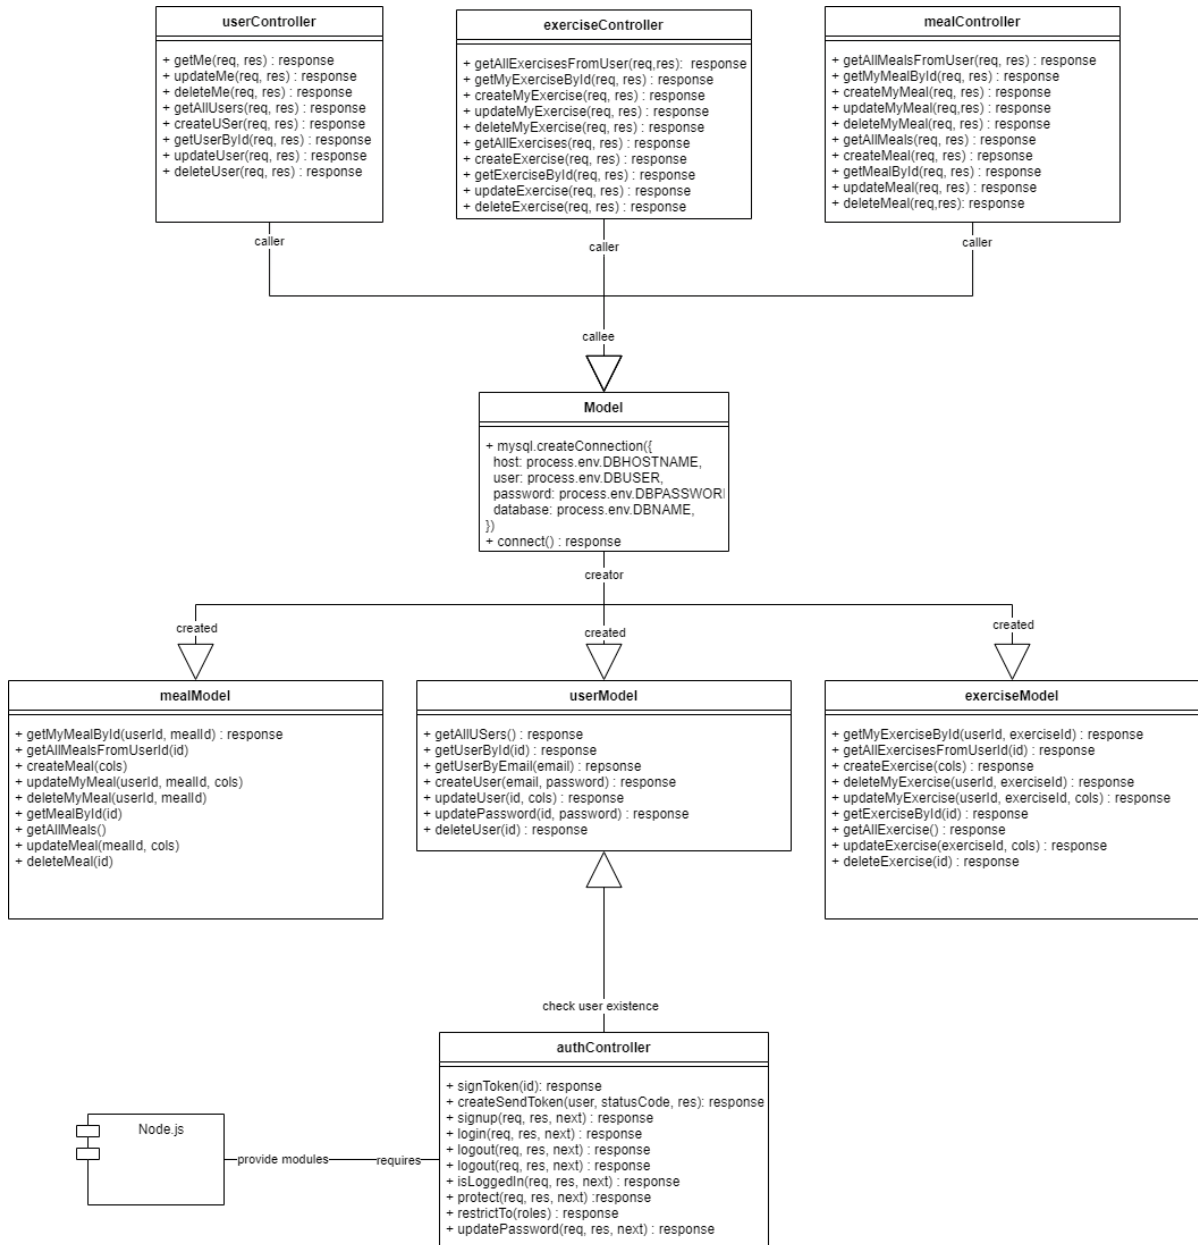 userController
+ getMe(req, res) : response
+ updateMe(req, res) : response
+ deleteMe(req, res) : response
+ getAllUsers(req, res) : response
+ createUSer(req, res) : response
+ getUserById(req, res) : response
+ updateUser(req, res) : response
+ deleteUser(req, res) : response
exerciseController
+ getAllExercisesFromUser(req,res):  response
+ getMyExerciseById(req, res) : response
+ createMyExercise(req, res) : response
+ updateMyExercise(req, res) : response
+ deleteMyExercise(req, res) : response
+ getAllExercises(req, res) : response
+ createExercise(req, res) : response
+ getExerciseById(req, res) : response
+ updateExercise(req, res) : response
+ deleteExercise(req, res) : response
mealController
+ getAllMealsFromUser(req, res) : response
+ getMyMealById(req, res) : response
+ createMyMeal(req, res) : response
+ updateMyMeal(req,res) : response
+ deleteMyMeal(req, res) : response
+ getAllMeals(req, res) : response
+ createMeal(req, res) : repsonse
+ getMealById(req, res) : response
+ updateMeal(req, res) : response
+ deleteMeal(req,res): response
caller
caller
caller
callee
Model
+ mysql.createConnection({
host: process.env.DBHOSTNAME,
user: process.env.DBUSER,
password: process.env.DBPASSWORD
database: process.env.DBNAME,
})
+ connect() : response
creator
created
created
created
mealModel
+ getMyMealById(userId, mealId) : response
+ getAllMealsFromUserId(id)
+ createMeal(cols)
+ updateMyMeal(userId, mealId, cols)
+ deleteMyMeal(userId, mealId)
+ getMealById(id)
+ getAllMeals()
+ updateMeal(mealId, cols)
+ deleteMeal(id)
userModel
+ getAllUSers() : response
+ getUserById(id) : response
+ getUserByEmail(email) : repsonse
+ createUser(email, password) : response
+ updateUser(id, cols) : response
+ updatePassword(id, password) : response
+ deleteUser(id) : response
exerciseModel
+ getMyExerciseById(userId, exerciseId) : response
+ getAllExercisesFromUserId(id) : response
+ createExercise(cols) : response
+ deleteMyExercise(userId, exerciseId) : response
+ updateMyExercise(userId, exerciseId, cols) : response
+ getExerciseById(id) : response
+ getAllExercise() : response
+ updateExercise(exerciseId, cols) : response
+ deleteExercise(id) : response
check user existence
authController
+ signToken(id): response
+ createSendToken(user, statusCode, res): response
+ signup(req, res, next) : response
+ login(req, res, next) : response
+ logout(req, res, next) : response
+ logout(req, res, next) : response
+ isLoggedIn(req, res, next) : response
+ protect(req, res, next) :response
+ restrictTo(roles) : response
+ updatePassword(req, res, next) : response
Node.js
provide modules
requires